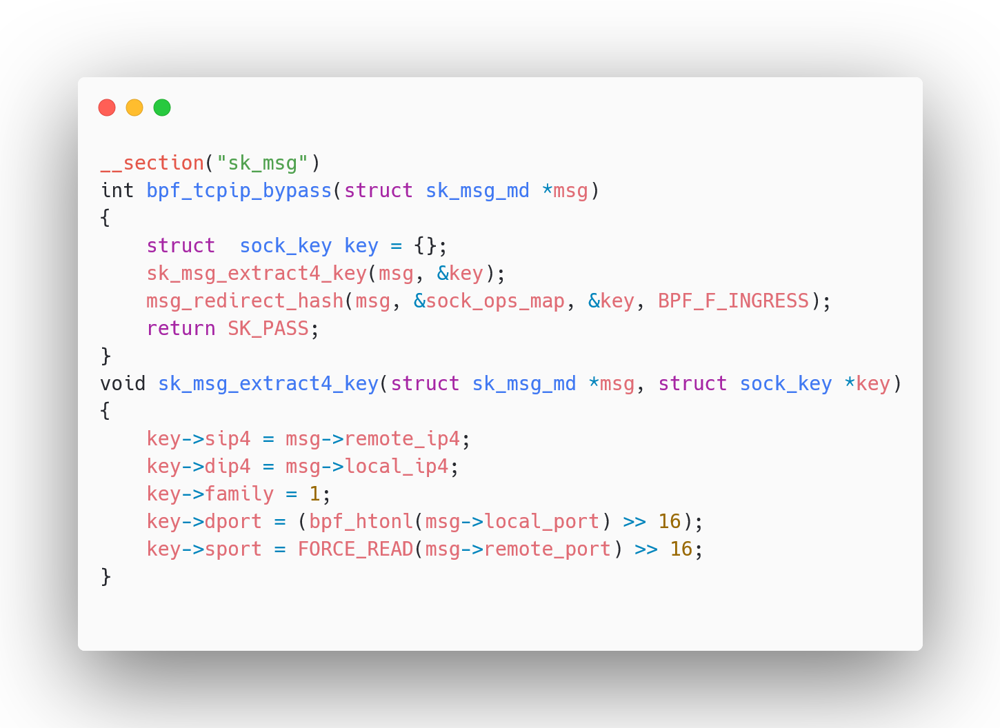 __section("sk_msg")
int bpf_tcpip_bypass(struct sk_msg_md *msg)
{
    struct  sock_key key = {};
    sk_msg_extract4_key(msg, &key);
    msg_redirect_hash(msg, &sock_ops_map, &key, BPF_F_INGRESS);
    return SK_PASS;
}
void sk_msg_extract4_key(struct sk_msg_md *msg, struct sock_key *key)
{
    key->sip4 = msg->remote_ip4;
    key->dip4 = msg->local_ip4;
    key->family = 1;
    key->dport = (bpf_htonl(msg->local_port) >> 16);
    key->sport = FORCE_READ(msg->remote_port) >> 16;
}